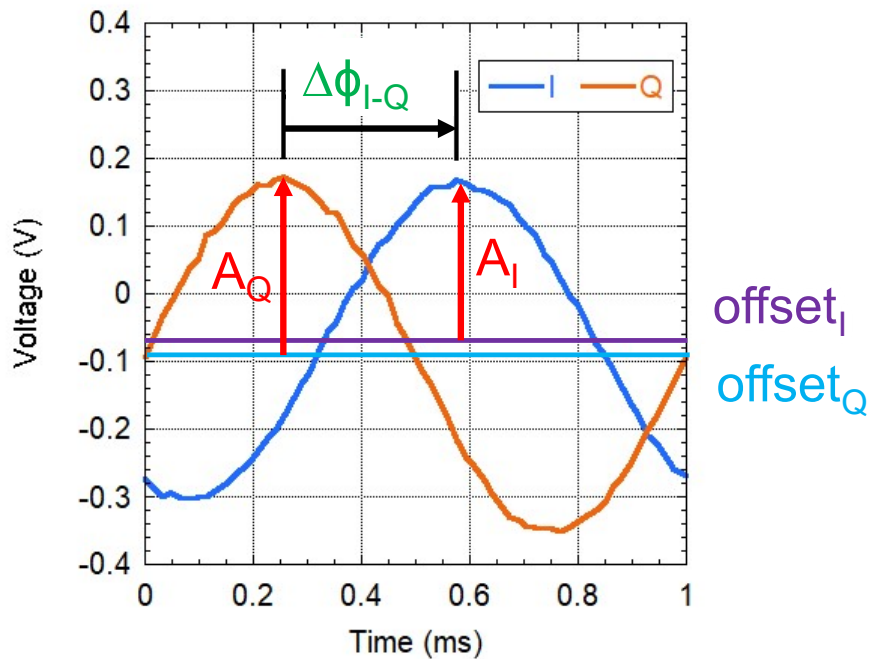 0.4
0.3
0.2
0.1
0
-0.1
-0.2
-0.3
-0.4
Voltage (V)
0 0.2 0.4 0.6 0.8 1
Time (ms)
ΔϕI-Q
I Q
AQ
AI
offsetI
offsetQ